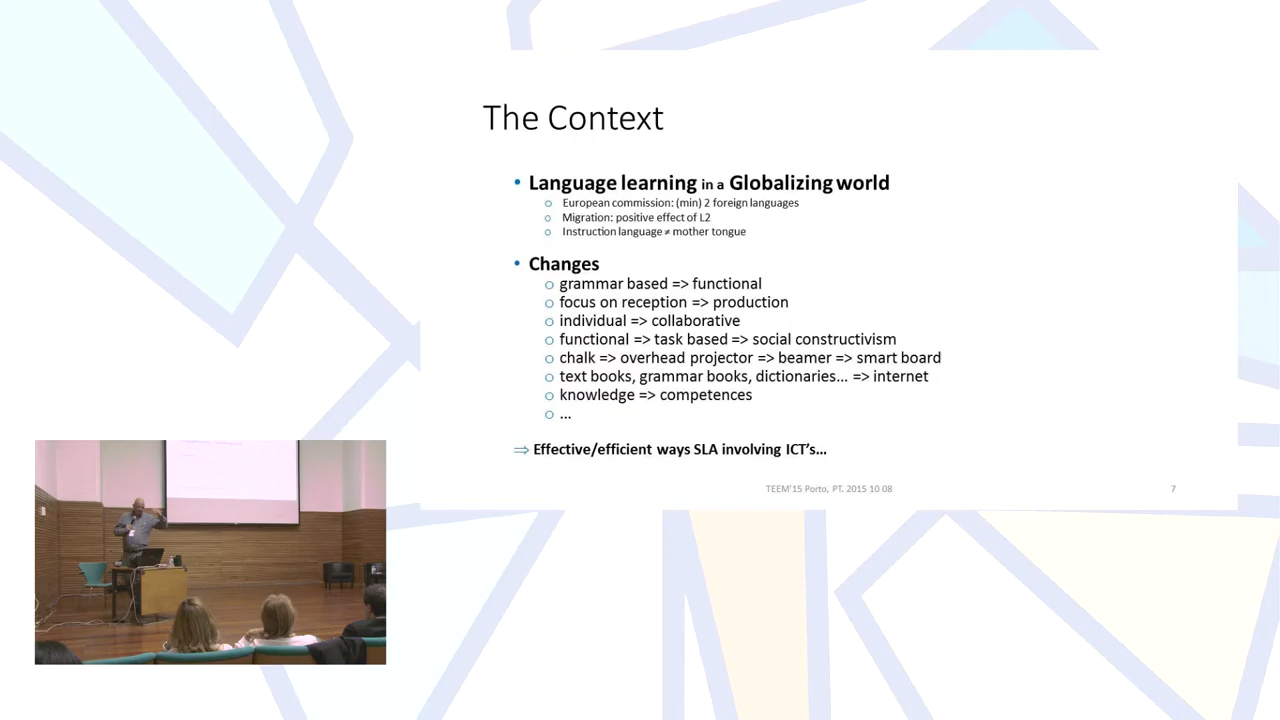 The Context
• Language learning in a Globalizing world
o European commission: (min) 2 foreign languages
o Migration: positive effect of L2
o Instruction language ≠ mother tongue
• Changes
o grammar based => functional
o focus on reception => production
o individual => collaborative
o functional => task based => social constructivism
o chalk => overhead projector => beamer => smart board
o text books, grammar books, dictionaries... => internet
o knowledge => competences
o ...
⇒ Effective/efficient ways SLA involving ICT's...
TEEM'15 Porto, PT. 2015 10 08
7